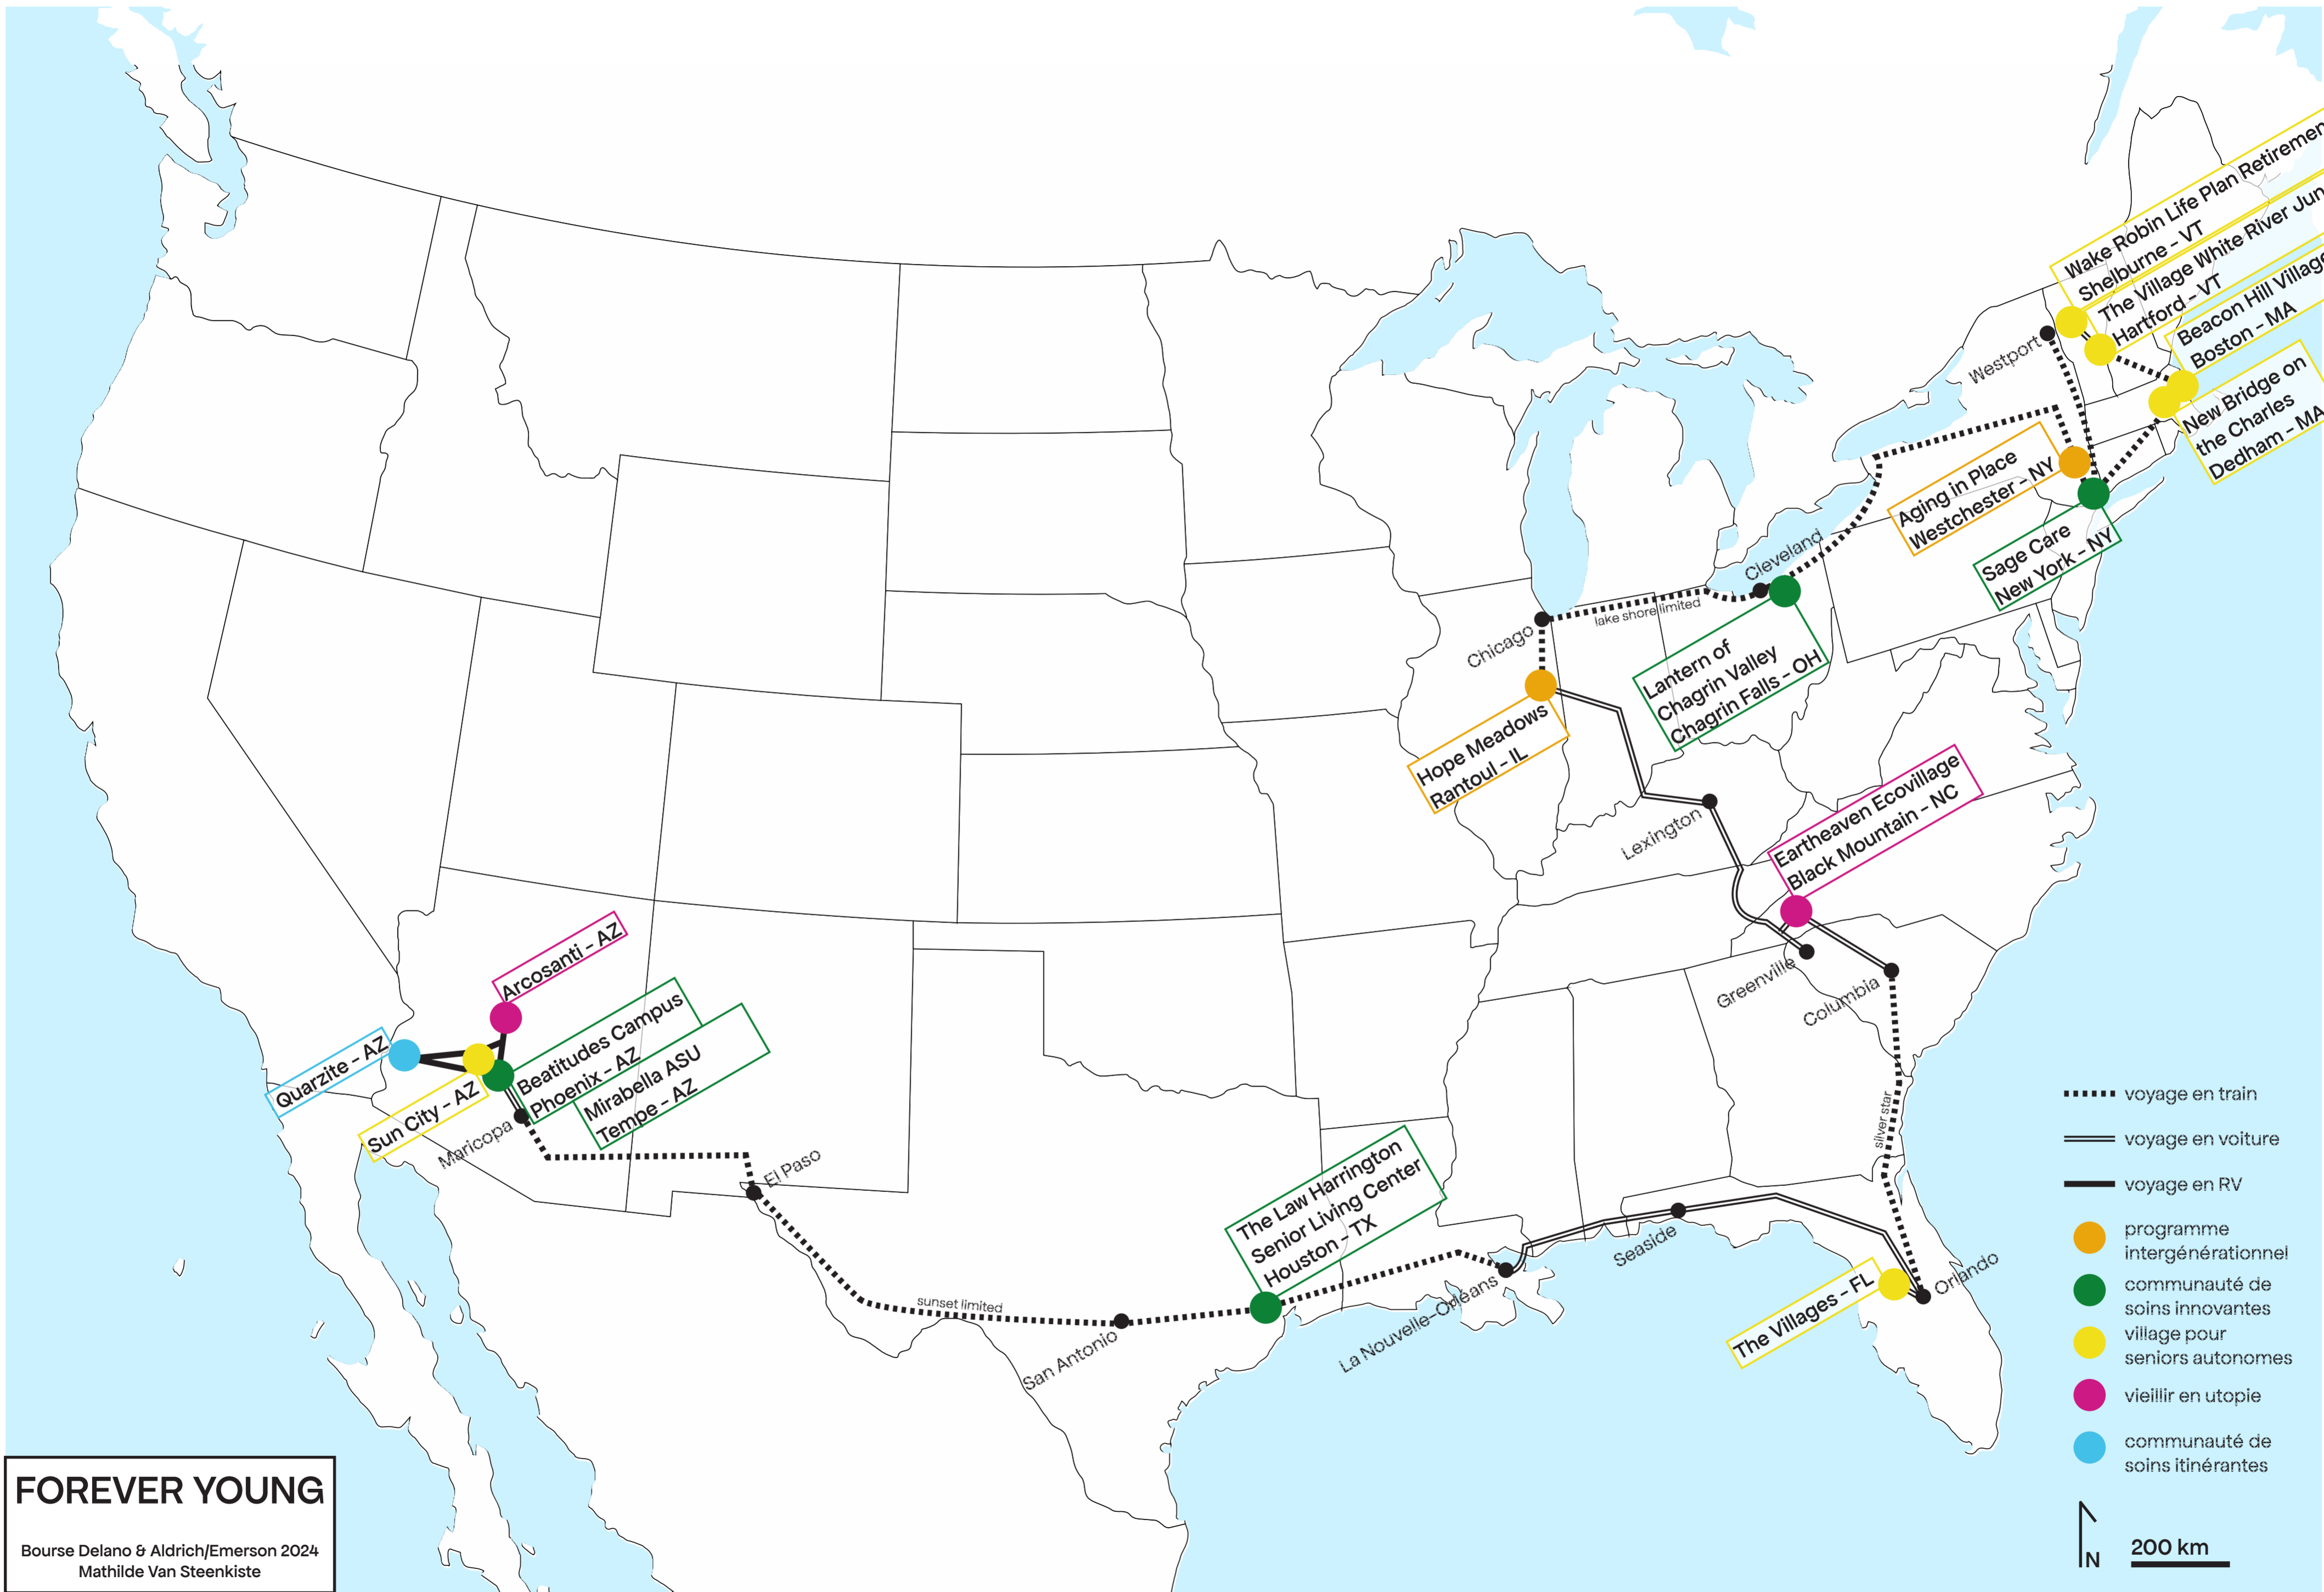 Wake Robin Life Plan Retiremen
Shelburne - VT
The Village White River Jun
Hartford - VT
Beacon Hill Village
Boston - MA
New Bridge on
the Charles
Dedham - MA
Westport
Aging in Place
Westchester - NY
Sage Care
New York - NY
Cleveland
lake shore limited
Chicago
Lantern of
Chagrin Valley
Chagrin Falls - OH
Hope Meadows
Rantoul - IL
Lexington
Eartheaven Ecovillage
Black Mountain - NC
Greenville
Columbia
Arcosanti - AZ
Quarzite - AZ
Sun City - AZ
Beatitudes Campus
Phoenix - AZ
Mirabella ASU
Tempe - AZ
Maricopa
El Paso
sunset limited
San Antonio
The Law Harrington
Senior Living Center
Houston - TX
La Nouvelle-Orléans
Seaside
silver star
The Villages - FL
Orlando
voyage en train
voyage en voiture
voyage en RV
programme
intergénérationnel
communauté de
soins innovantes
village pour
seniors autonomes
vieillir en utopie
communauté de
soins itinérantes
N
200 km
FOREVER YOUNG
Bourse Delano & Aldrich/Emerson 2024
Mathilde Van Steenkiste